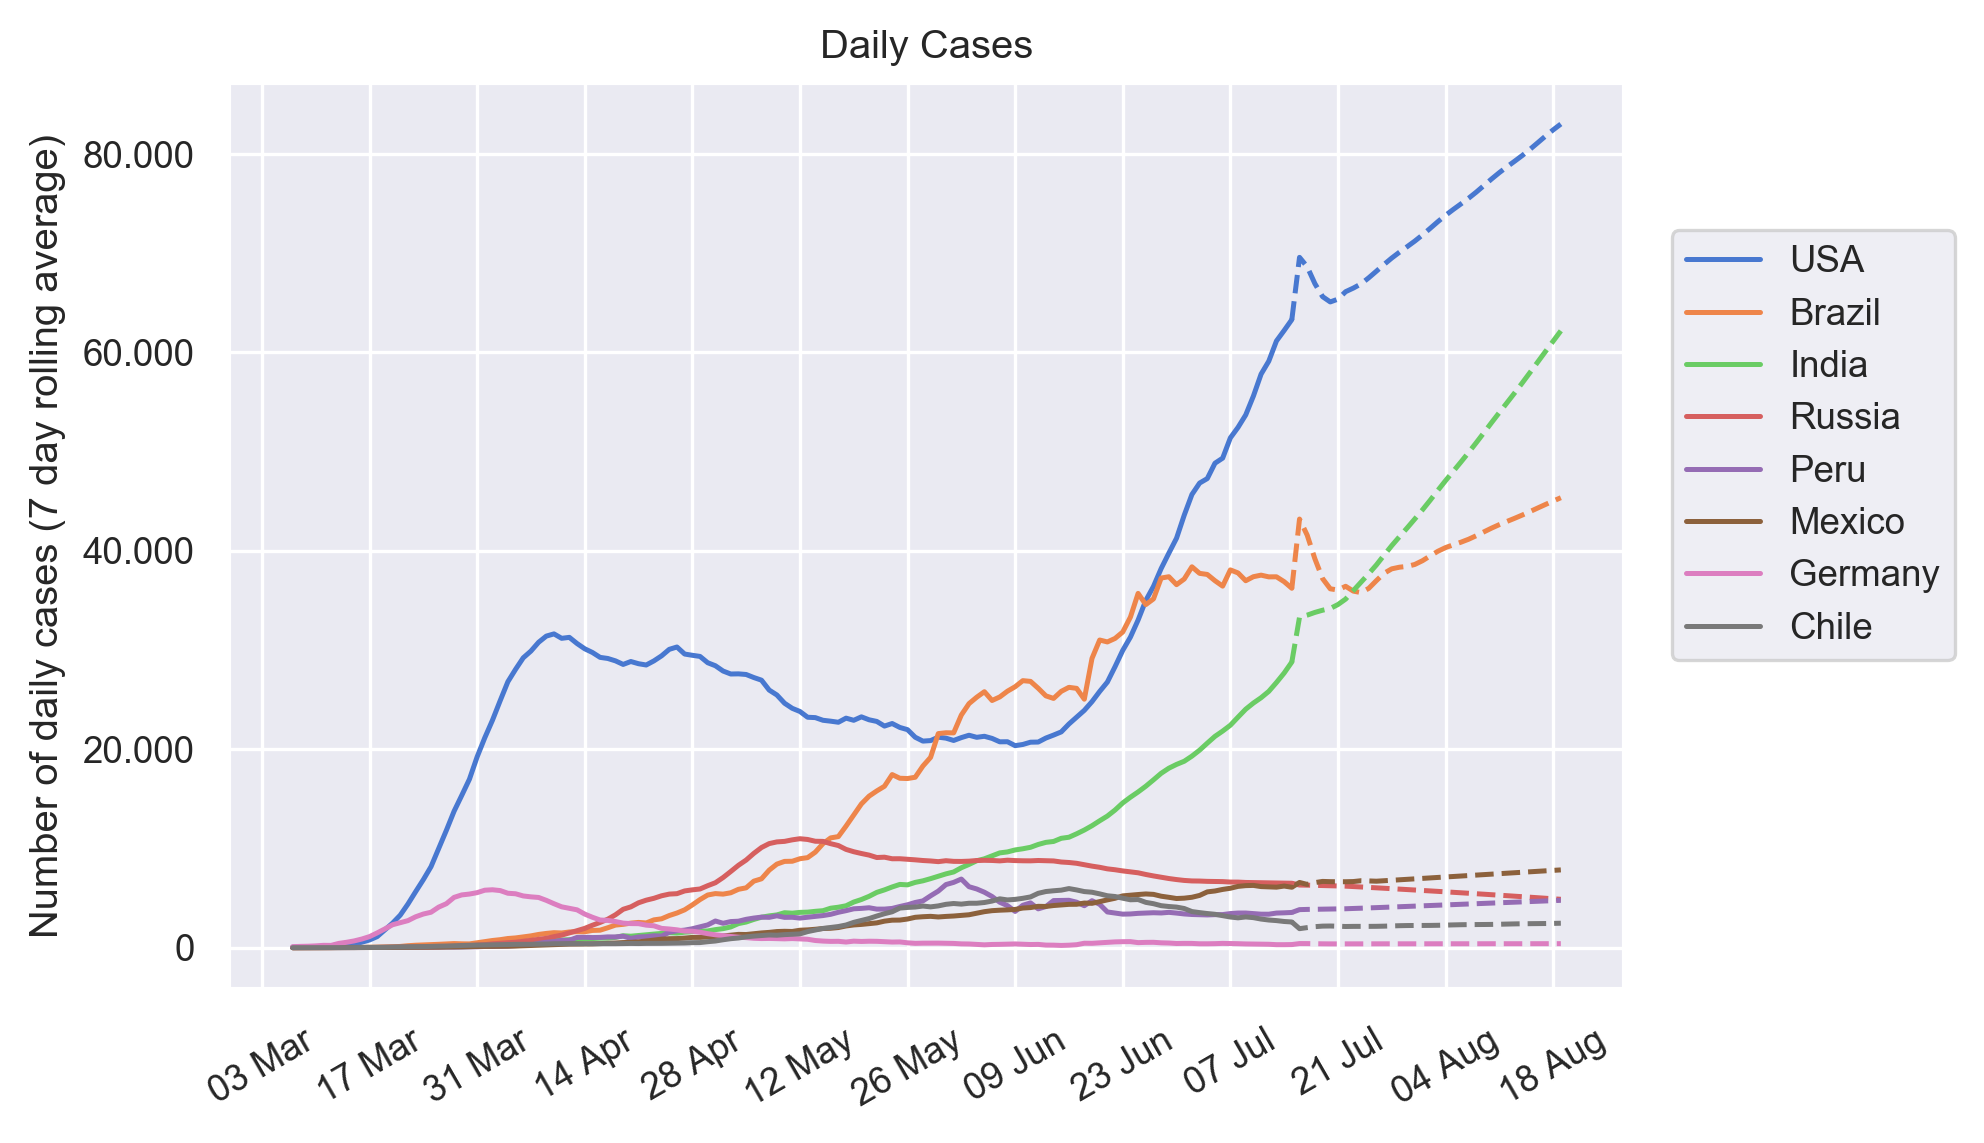 Daily Cases
Number of daily cases (7 day rolling average)
80.000
60.000
40.000
20.000
0
03 Mar
17 Mar
31 Mar
14 Apr
28 Apr
12 May
26 May
09 Jun
23 Jun
07 Jul
21 Jul
04 Aug
18 Aug
USA
Brazil
India
Russia
Peru
Mexico
Germany
Chile